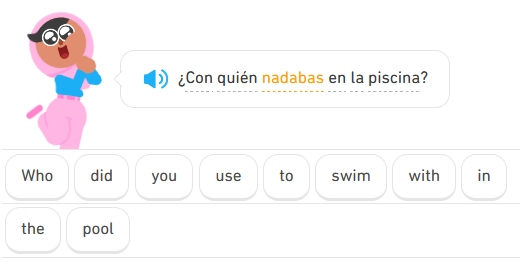 ¿Con quién nadabas en la piscina?
Who did you use to swim with in
the pool